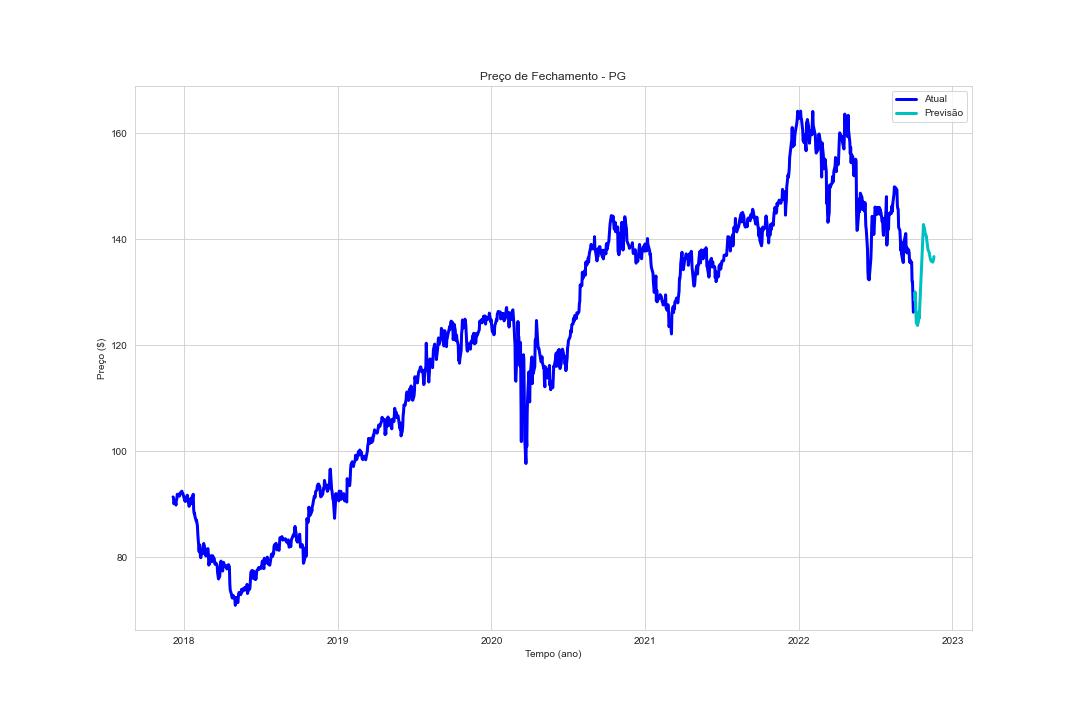 Preço de Fechamento - PG
Atual
Previsão
160
140
120
100
80
Preço ($)
2018 2019 2020 2021 2022 2023
Tempo (ano)